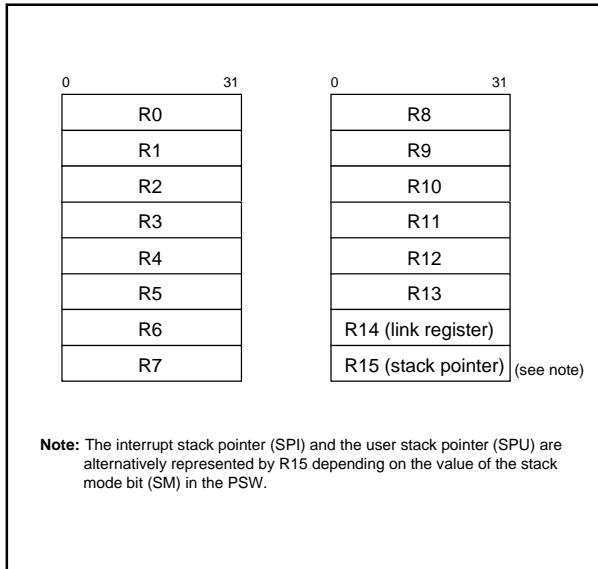 0 31
R0
R1
R2
R3
R4
R5
R6
R7
0 31
R8
R9
R10
R11
R12
R13
R14 (link register)
R15 (stack pointer) (see note)
Note: The interrupt stack pointer (SPI) and the user stack pointer (SPU) are
alternatively represented by R15 depending on the value of the stack
mode bit (SM) in the PSW.